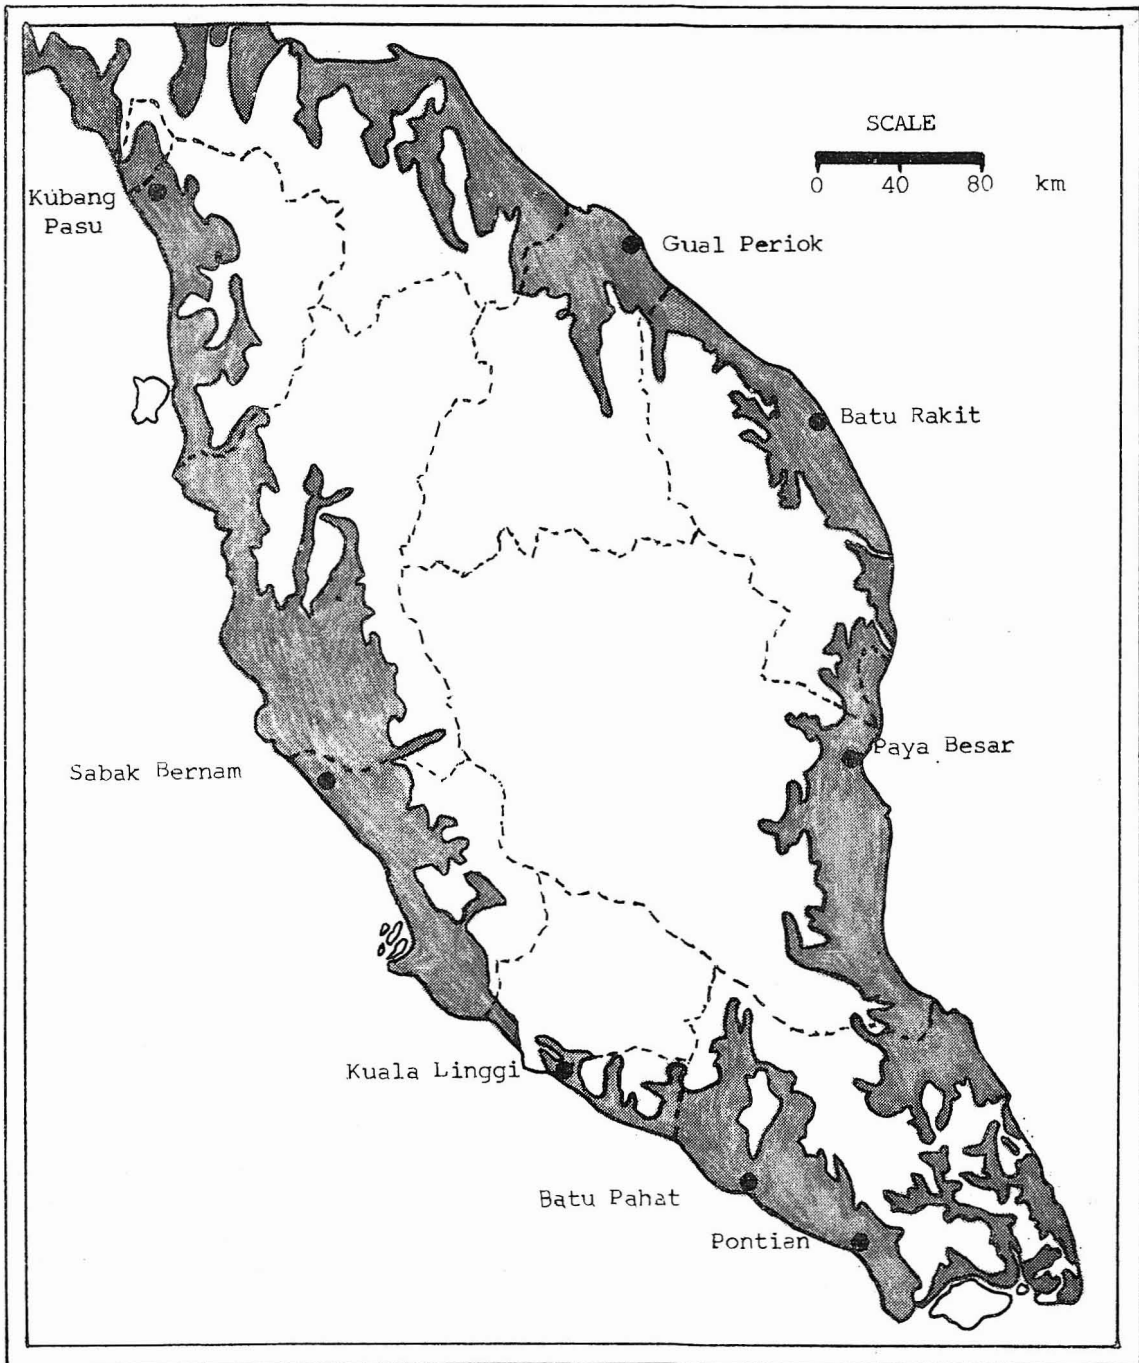 SCALE
0 40 80 km
Kubang
Pasu
Gual Periok
Batu Rakit
Paya Besar
Sabak Bernam
Kuala Linggi
Batu Pahat
Pontian